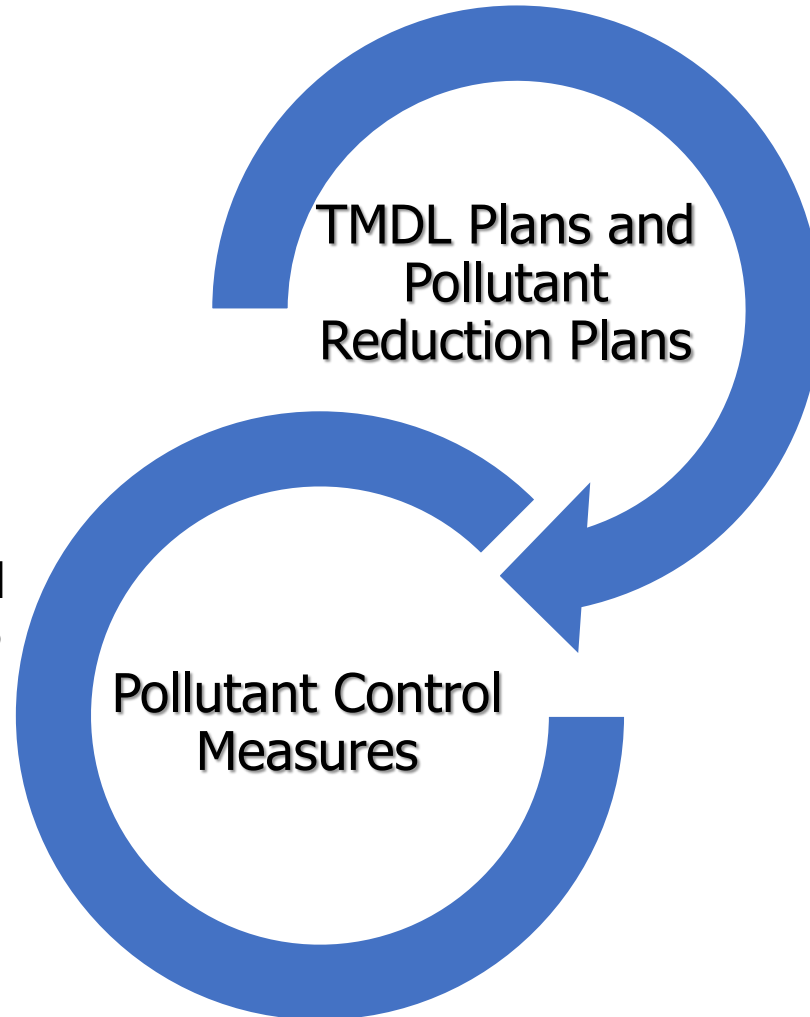 TMDL Plans and
Pollutant
Reduction Plans
Pollutant Control
Measures